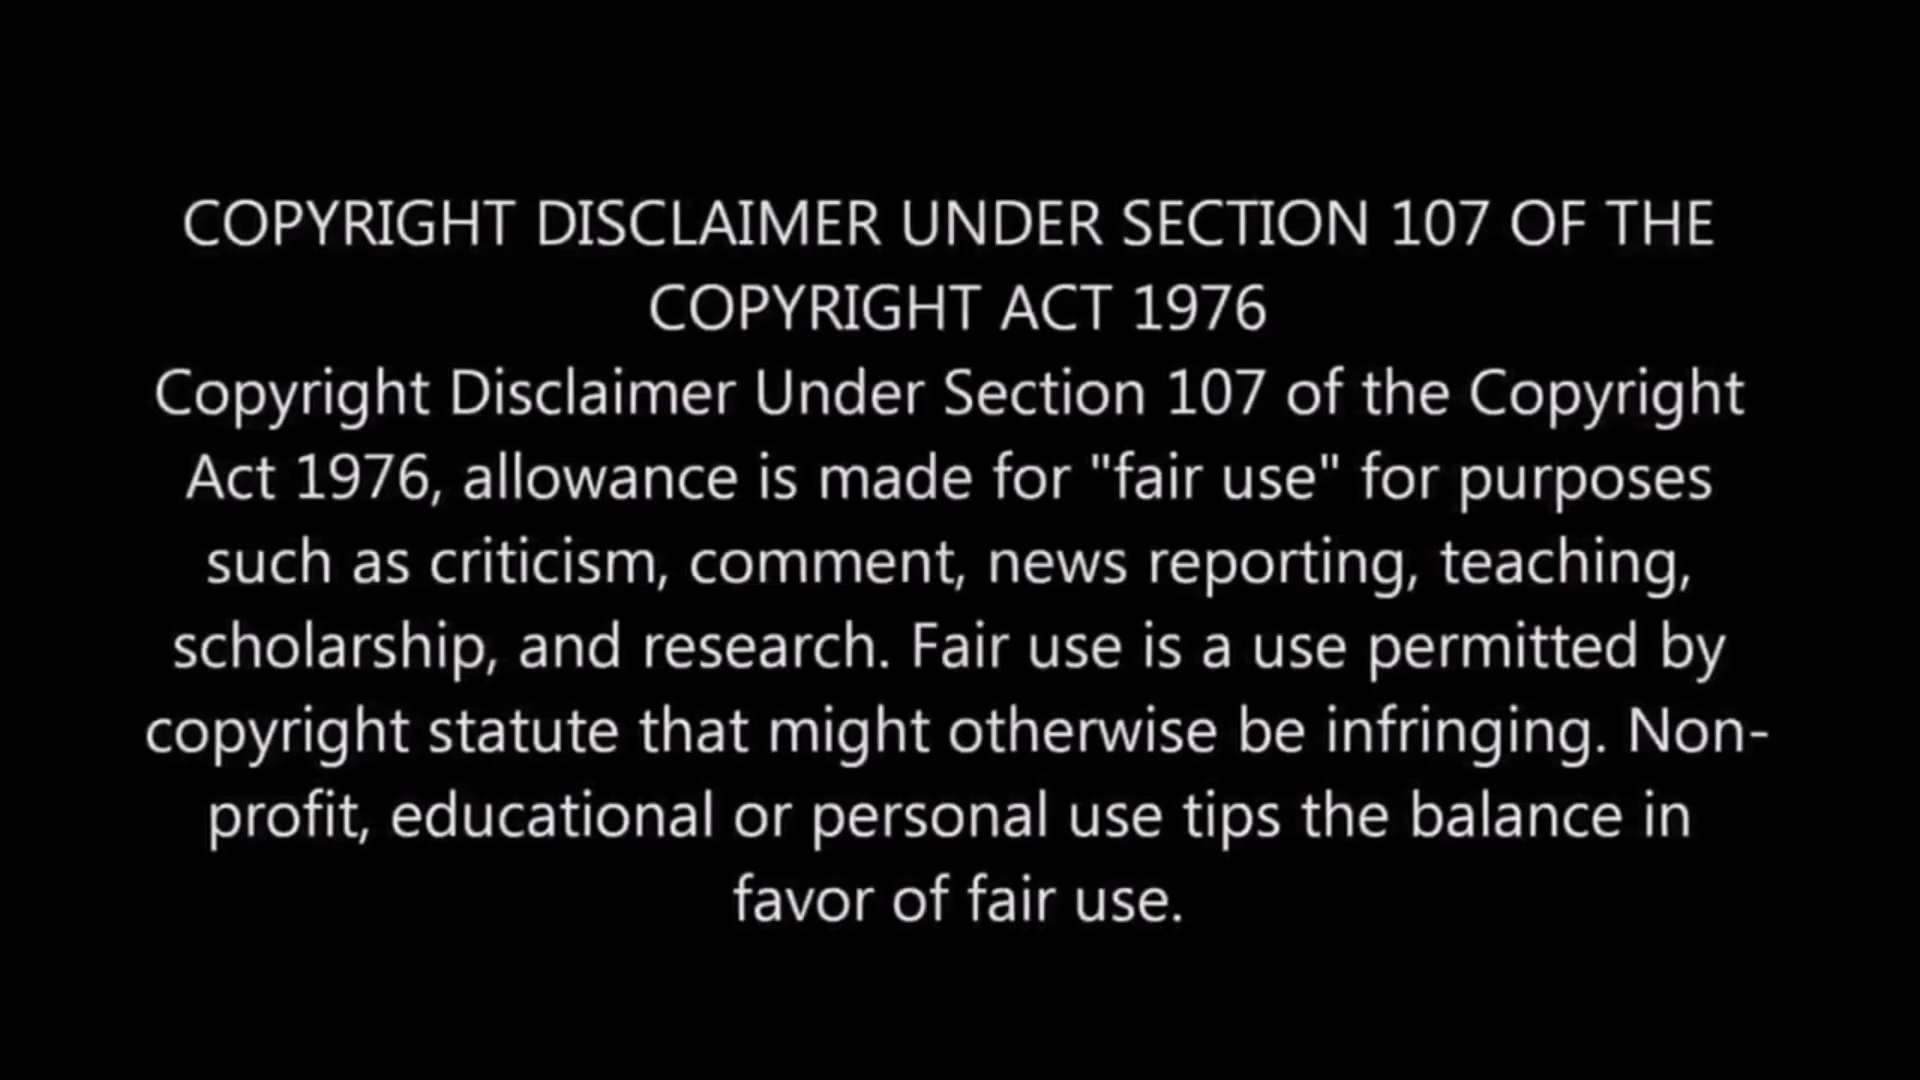 COPYRIGHT DISCLAIMER UNDER SECTION 107 OF THE
COPYRIGHT ACT 1976
Copyright Disclaimer Under Section 107 of the Copyright
Act 1976, allowance is made for "fair use" for purposes
such as criticism, comment, news reporting, teaching,
scholarship, and research. Fair use is a use permitted by
copyright statute that might otherwise be infringing. Non-
profit, educational or personal use tips the balance in
favor of fair use.